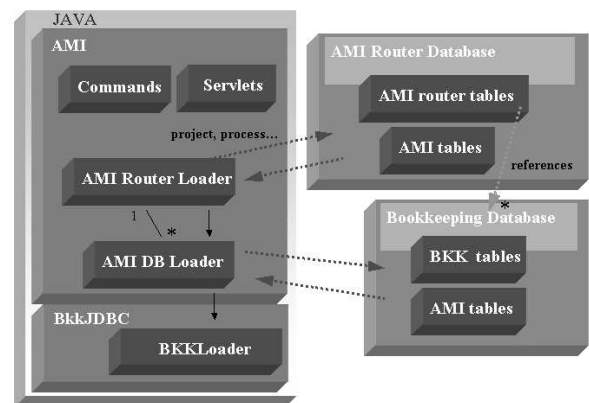 JAVA
AMI
Commands
Servlets
project, process...
AMI Router Loader
1
*
AMI DB Loader
BkkJDBC
BKKLoader
AMI Router Database
AMI router tables
AMI tables
references
*
Bookkeeping Database
BKK tables
AMI tables